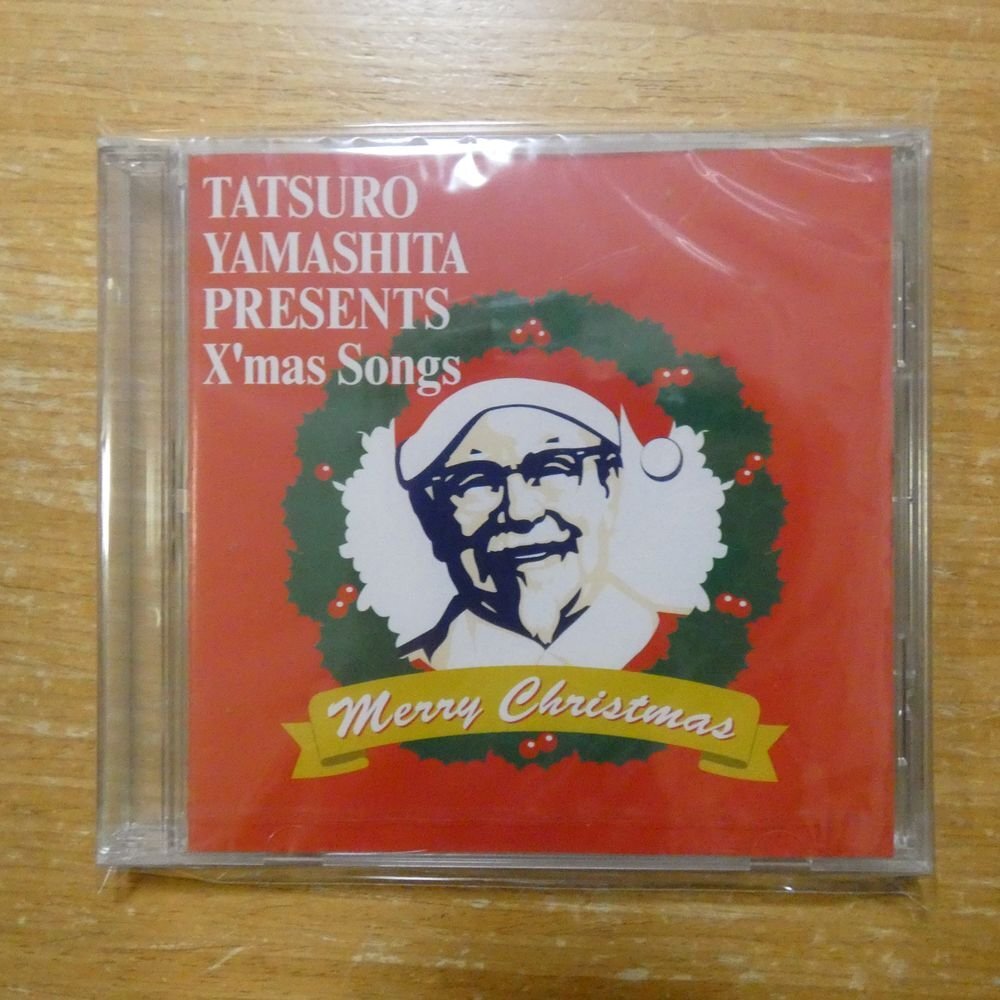 TATSURO
YAMASHITA
PRESENTS
X'mas Songs
Merry Christmas